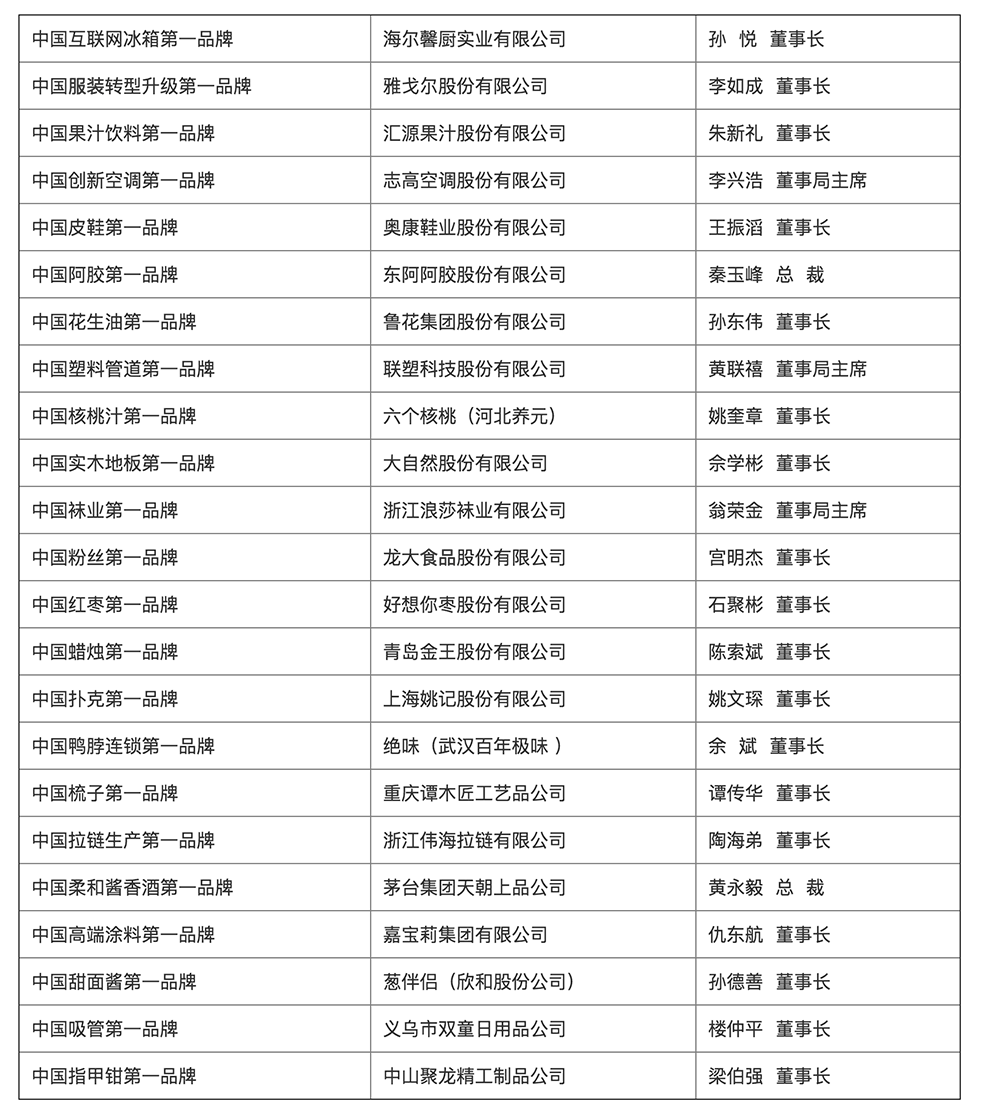 中国互联网冰箱第一品牌 海尔馨厨实业有限公司 孙 悦 董事长
中国服装转型升级第一品牌 雅戈尔股份有限公司 李如成 董事长
中国果汁饮料第一品牌 汇源果汁股份有限公司 朱新礼 董事长
中国创新空调第一品牌 志高空调股份有限公司 李兴浩 董事局主席
中国皮鞋第一品牌 奥康鞋业股份有限公司 王振滔 董事长
中国阿胶第一品牌 东阿阿胶股份有限公司 秦玉峰 总 裁
中国花生油第一品牌 鲁花集团股份有限公司 孙东伟 董事长
中国塑料管道第一品牌 联塑科技股份有限公司 黄联禧 董事局主席
中国核桃汁第一品牌 六个核桃（河北养元） 姚奎章 董事长
中国实木地板第一品牌 大自然股份有限公司 佘学彬 董事长
中国袜业第一品牌 浙江浪莎袜业有限公司 翁荣金 董事局主席
中国粉丝第一品牌 龙大食品股份有限公司 宫明杰 董事长
中国红枣第一品牌 好想你枣股份有限公司 石聚彬 董事长
中国蜡烛第一品牌 青岛金王股份有限公司 陈索斌 董事长
中国扑克第一品牌 上海姚记股份有限公司 姚文琛 董事长
中国鸭脖连锁第一品牌 绝味（武汉百年极味 ） 余 斌 董事长
中国梳子第一品牌 重庆谭木匠工艺品公司 谭传华 董事长
中国拉链生产第一品牌 浙江伟海拉链有限公司 陶海弟 董事长
中国柔和酱香酒第一品牌 茅台集团天朝上品公司 黄永毅 总 裁
中国高端涂料第一品牌 嘉宝莉集团有限公司 仇东航 董事长
中国甜面酱第一品牌 葱伴侣（欣和股份公司） 孙德善 董事长
中国吸管第一品牌 义乌市双童日用品公司 楼仲平 董事长
中国指甲钳第一品牌 中山聚龙精工制品公司 梁伯强 董事长